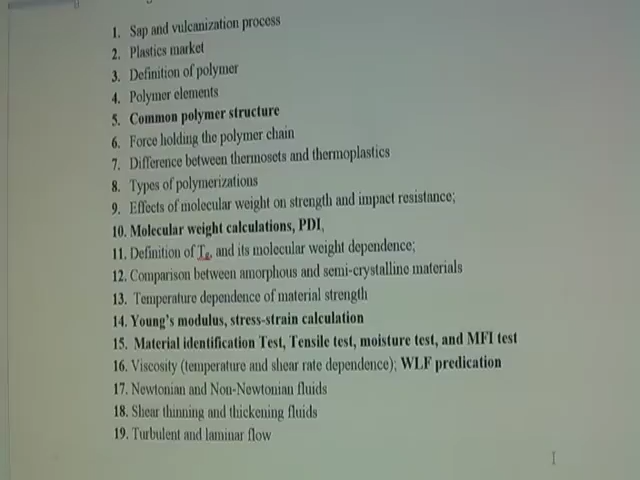 1. Sap and vulcanization process
2. Plastics market
3. Definition of polymer
4. Polymer elements
5. Common polymer structure
6. Force holding the polymer chain
7. Difference between thermosets and thermoplastics
8. Types of polymerizations
9. Effects of molecular weight on strength and impact resistance;
10. Molecular weight calculations, PDI,
11. Definition of Tg, and its molecular weight dependence;
12. Comparison between amorphous and semi-crystalline materials
13. Temperature dependence of material strength
14. Young's modulus, stress-strain calculation
15. Material identification Test, Tensile test, moisture test, and MFI test
16. Viscosity (temperature and shear rate dependence); WLF predication
17. Newtonian and Non-Newtonian fluids
18. Shear thinning and thickening fluids
19. Turbulent and laminar flow